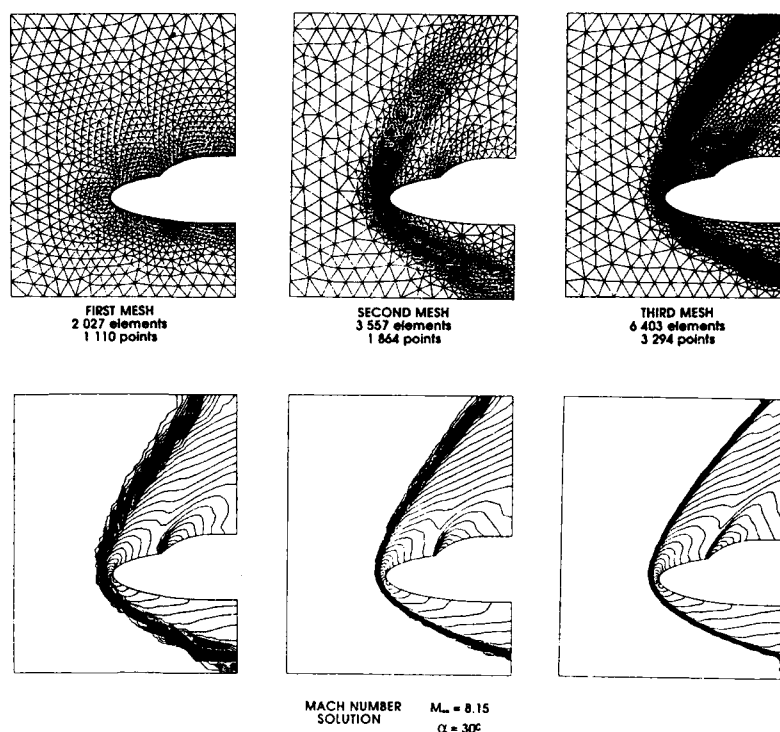 FIRST MESH
2 027 elements
1 110 points
SECOND MESH
3 557 elements
1 864 points
THIRD MESH
6 403 elements
3 294 points
MACH NUMBER
SOLUTION
M∞ = 8.15
α = 30º